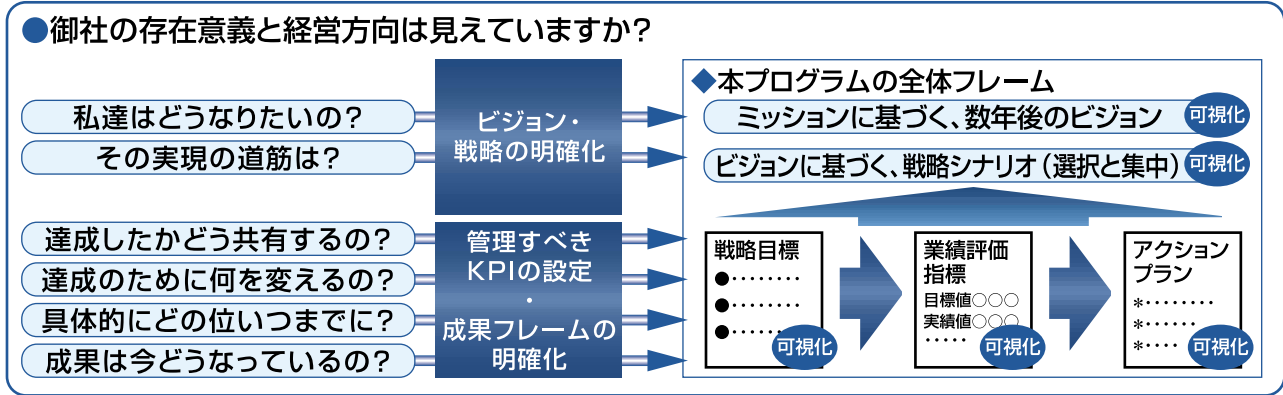 ●御社の存在意義と経営方向は見えていますか?
私達はどうなりたいの?
その実現の道筋は?
達成したかどう共有するの?
達成のために何を変えるの?
具体的にどの位いつまでに?
成果は今どうなっているの?
ビジョン・
戦略の明確化
管理すべき
KPIの設定
・
成果フレームの
明確化
◆本プログラムの全体フレーム
ミッションに基づく、数年後のビジョン
可視化
ビジョンに基づく、戦略シナリオ(選択と集中)
可視化
戦略目標
●‥‥‥‥
●‥‥‥‥
●‥‥‥
可視化
業績評価
指標
目標値○○○
実績値○○○
‥‥‥
可視化
アクション
プラン
*‥‥‥‥
*‥‥‥
*‥‥
可視化